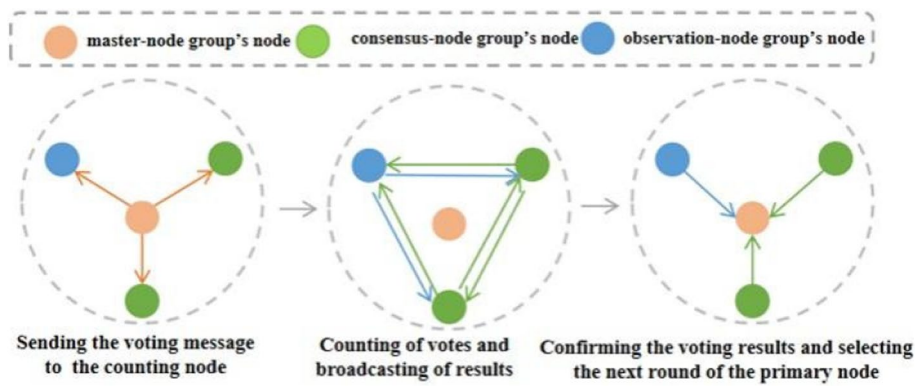 master-node group's node
consensus-node group's node
observation-node group's node
Sending the voting message
to the counting node
Counting of votes and
broadcasting of results
Confirming the voting results and selecting
the next round of the primary node